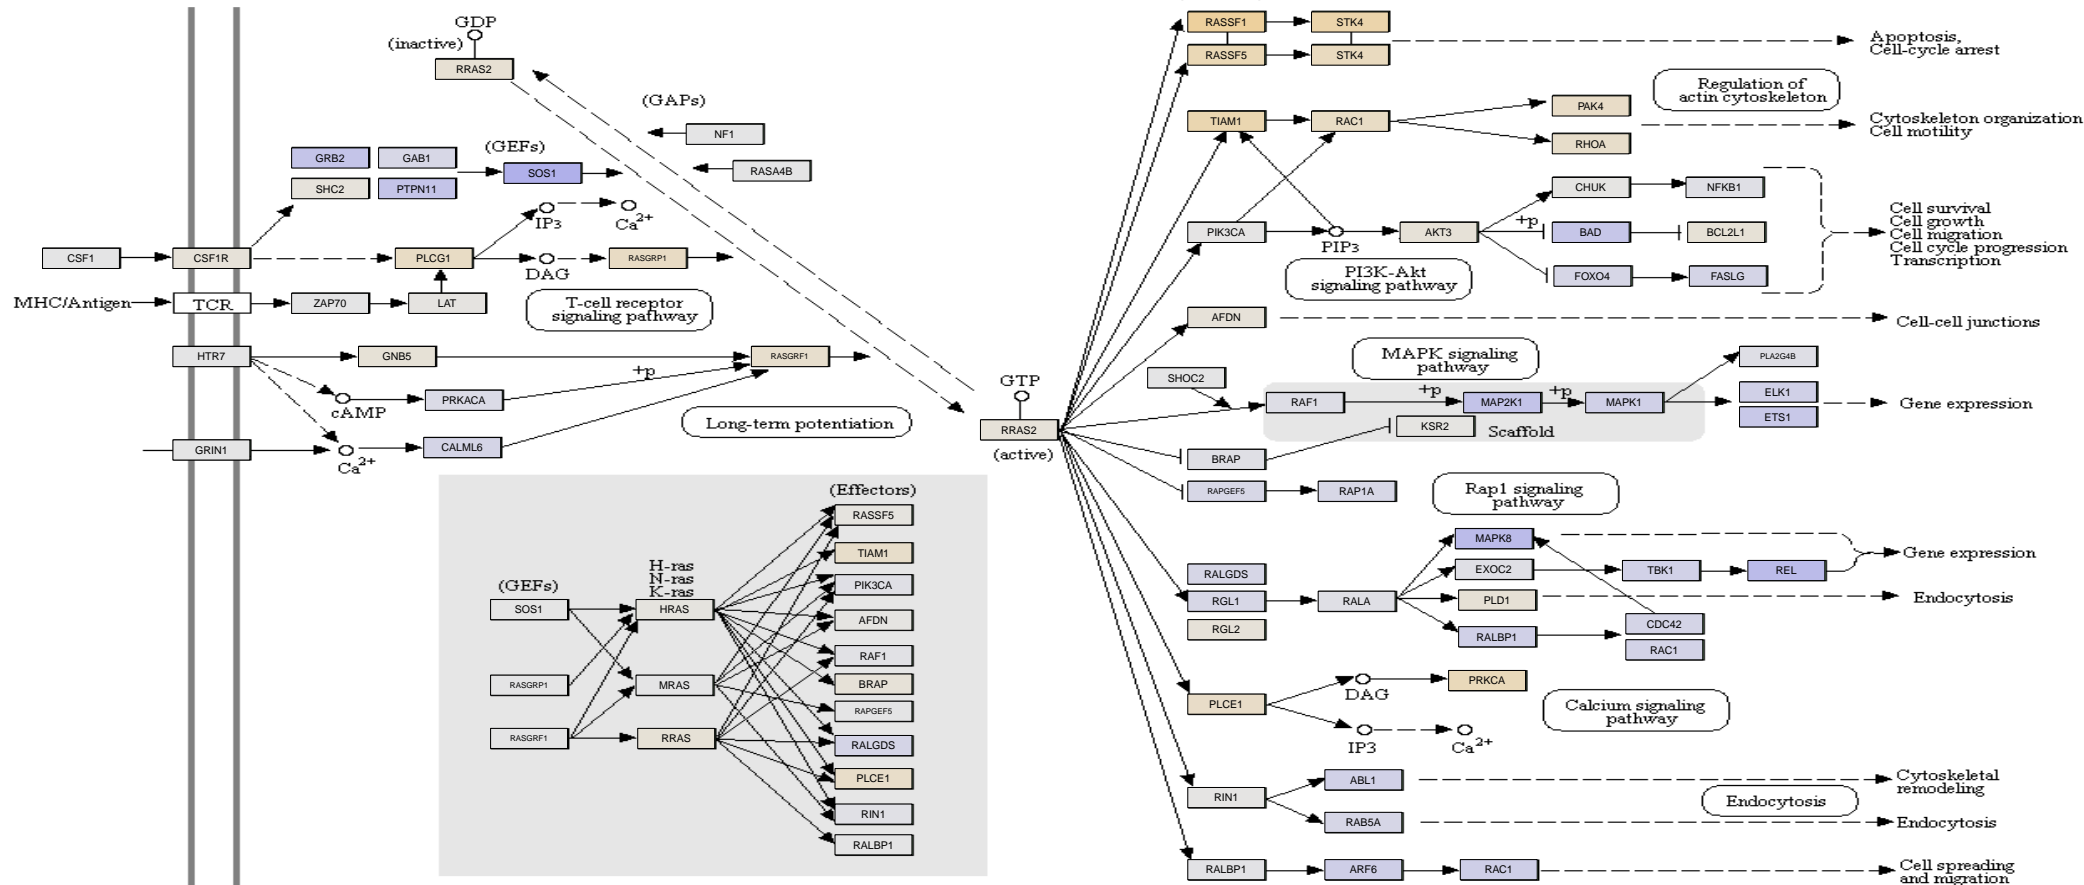 GDP
(inactive)
RRAS2
(GAPs)
NF1
RASA4B
(GEFs)
GRB2
GAB1
SOS1
SHC2
PTPN11
IP3
Ca2+
CSF1
CSF1R
PLCG1
DAG
RASGRP1
MHC/Antigen
TCR
ZAP70
LAT
T-cell receptor
signaling pathway
HTR7
GNB5
RASGRF1
+p
cAMP
PRKACA
Long-term potentiation
GRIN1
Ca2+
CALML6
GTP
RRAS2
(active)
(Effectors)
(GEFs)
H-ras
N-ras
K-ras
SOS1
HRAS
RASGRP1
MRAS
RASGRF1
RRAS
RASSF5
TIAM1
PIK3CA
AFDN
RAF1
BRAP
RAPGEF5
RALGDS
PLCE1
RIN1
RALBP1
RASSF1
STK4
RASSF5
STK4
Apoptosis,
Cell-cycle arrest
Regulation of
actin cytoskeleton
TIAM1
RAC1
PAK4
RHOA
Cytoskeleton organization
Cell motility
CHUK
NFKB1
PIK3CA
PIP3
AKT3
+p
BAD
BCL2L1
FOXO4
FASLG
PI3K-Akt
signaling pathway
Cell survival
Cell growth
Cell migration
Cell cycle progression
Transcription
AFDN
Cell-cell junctions
MAPK signaling
pathway
SHOC2
RAF1
+p
MAP2K1
+p
MAPK1
PLA2G4B
ELK1
ETS1
Gene expression
KSR2
Scaffold
BRAP
RAPGEF5
RAP1A
Rap1 signaling
pathway
RALGDS
RGL1
RGL2
RALA
MAPK8
EXOC2
TBK1
REL
Gene expression
PLD1
Endocytosis
RALBP1
CDC42
RAC1
PLCE1
DAG
PRKCA
IP3
Ca2+
Calcium signaling
pathway
RIN1
ABL1
Cytoskeletal
remodeling
Endocytosis
RAB5A
Endocytosis
RALBP1
ARF6
RAC1
Cell spreading
and migration